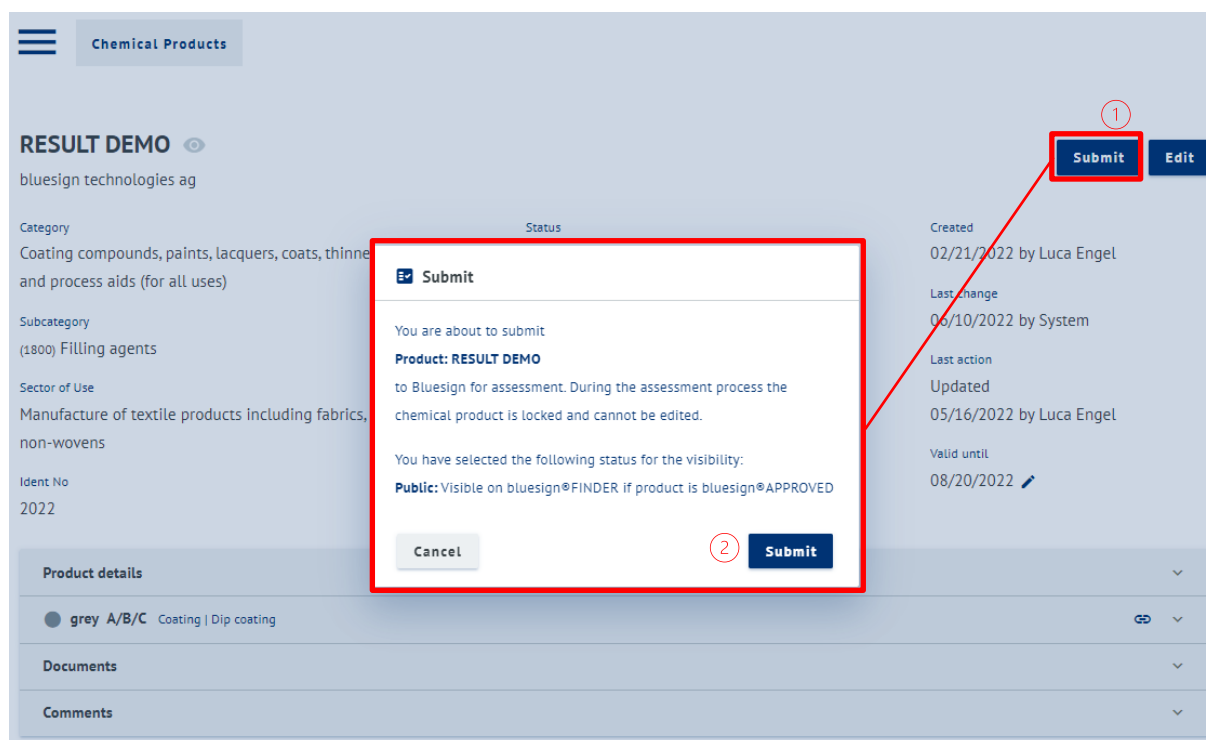 Chemical Products
1
RESULT DEMO
Submit
Edit
bluesign technologies ag
Category
Coating compounds, paints, lacquers, coats, thinne
and process aids (for all uses)
Subcategory
(1800) Filling agents
Sector of Use
Manufacture of textile products including fabrics,
non-wovens
Ident No
2022
Status
Created
02/21/2022 by Luca Engel
Last change
06/10/2022 by System
Last action
Updated
05/16/2022 by Luca Engel
Valid until
08/20/2022
Submit
You are about to submit
Product: RESULT DEMO
to Bluesign for assessment. During the assessment process the
chemical product is locked and cannot be edited.
You have selected the following status for the visibility:
Public: Visible on bluesign®FINDER if product is bluesign®APPROVED
Cancel
2
Submit
Product details
grey A/B/C Coating | Dip coating
Documents
Comments